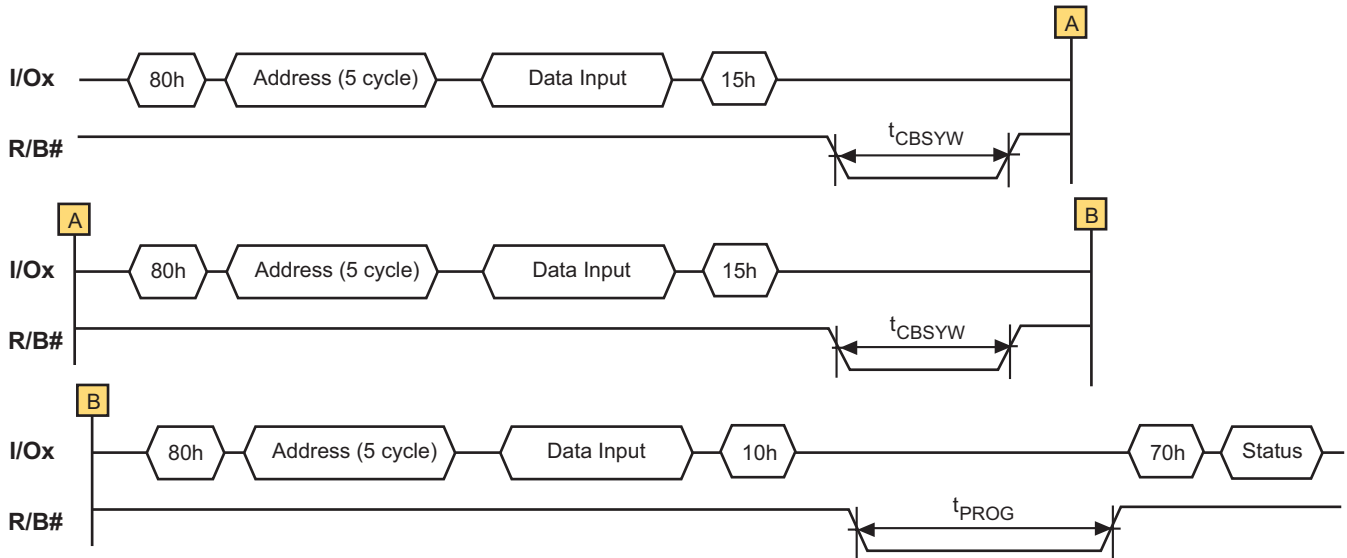 A
I/Ox 80h Address (5 cycle) Data Input 15h
R/B# tCBSYW
A B
I/Ox 80h Address (5 cycle) Data Input 15h
R/B# tCBSYW
B
I/Ox 80h Address (5 cycle) Data Input 10h 70h Status
R/B# tPROG